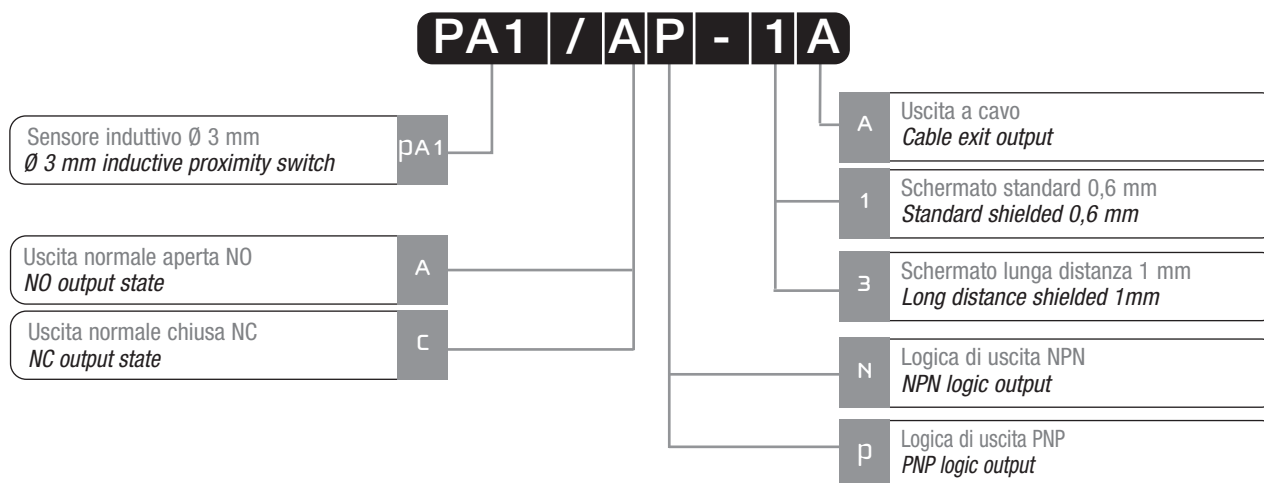 PA1 / A P - 1 A
Sensore induttivo Ø 3 mm
Ø 3 mm inductive proximity switch
pA1
Uscita normale aperta NO
NO output state
A
Uscita normale chiusa NC
NC output state
C
A
Uscita a cavo
Cable exit output
1
Schermato standard 0,6 mm
Standard shielded 0,6 mm
3
Schermato lunga distanza 1 mm
Long distance shielded 1mm
N
Logica di uscita NPN
NPN logic output
p
Logica di uscita PNP
PNP logic output